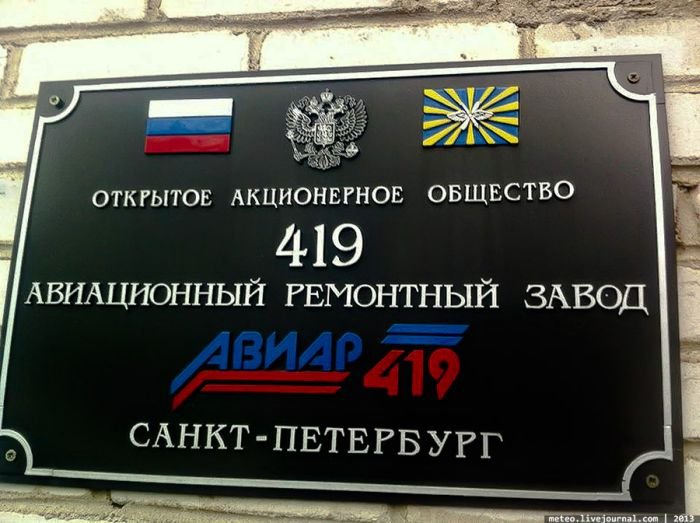 ОТКРЫТОЕ АКЦИОНЕРНОЕ ОБЩЕСТВО
419
АВИАЦИОННЫЙ РЕМОНТНЫЙ ЗАВОД
АВИАР 419
САНКТ-ПЕТЕРБУРГ
meteo.livejournal.com | 2013